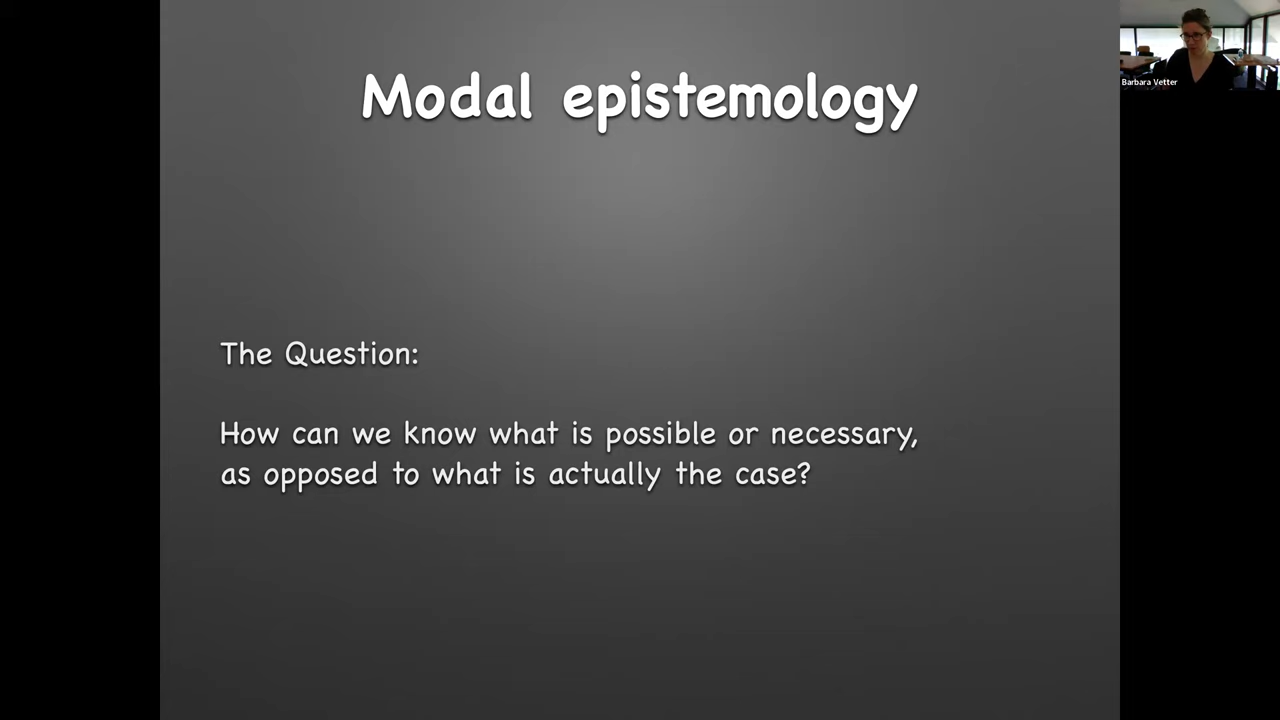 Modal epistemology
Barbara Vetter
The Question:
How can we know what is possible or necessary,
as opposed to what is actually the case?